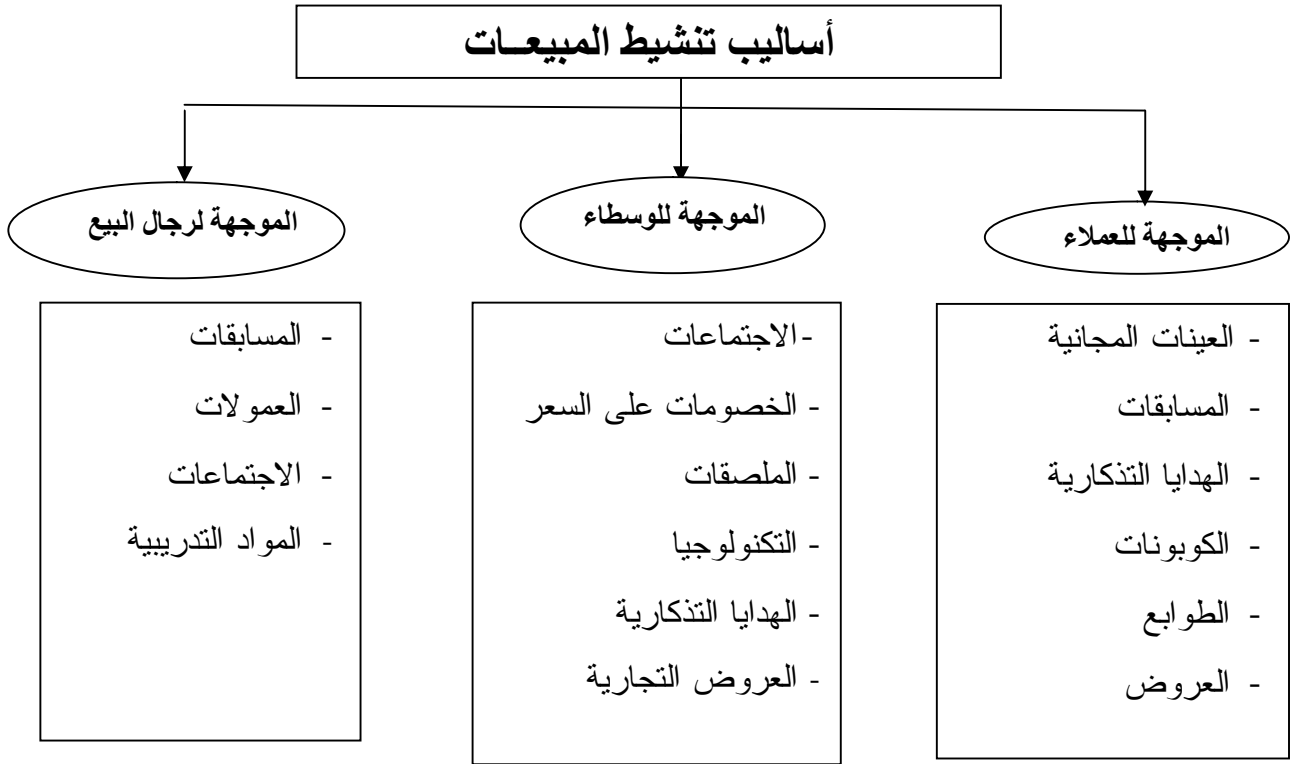 أساليب تنشيط المبيعــات
الموجهة للعملاء
الموجهة للوسطاء
الموجهة لرجال البيع
- العينات المجانية
- المسابقات
- الهدايا التذكارية
- الكوبونات
- الطوابع
- العروض
-الاجتماعات
- الخصومات على السعر
- الملصقات
- التكنولوجيا
- الهدايا التذكارية
- العروض التجارية
- المسابقات
- العمولات
- الاجتماعات
- المواد التدريبية